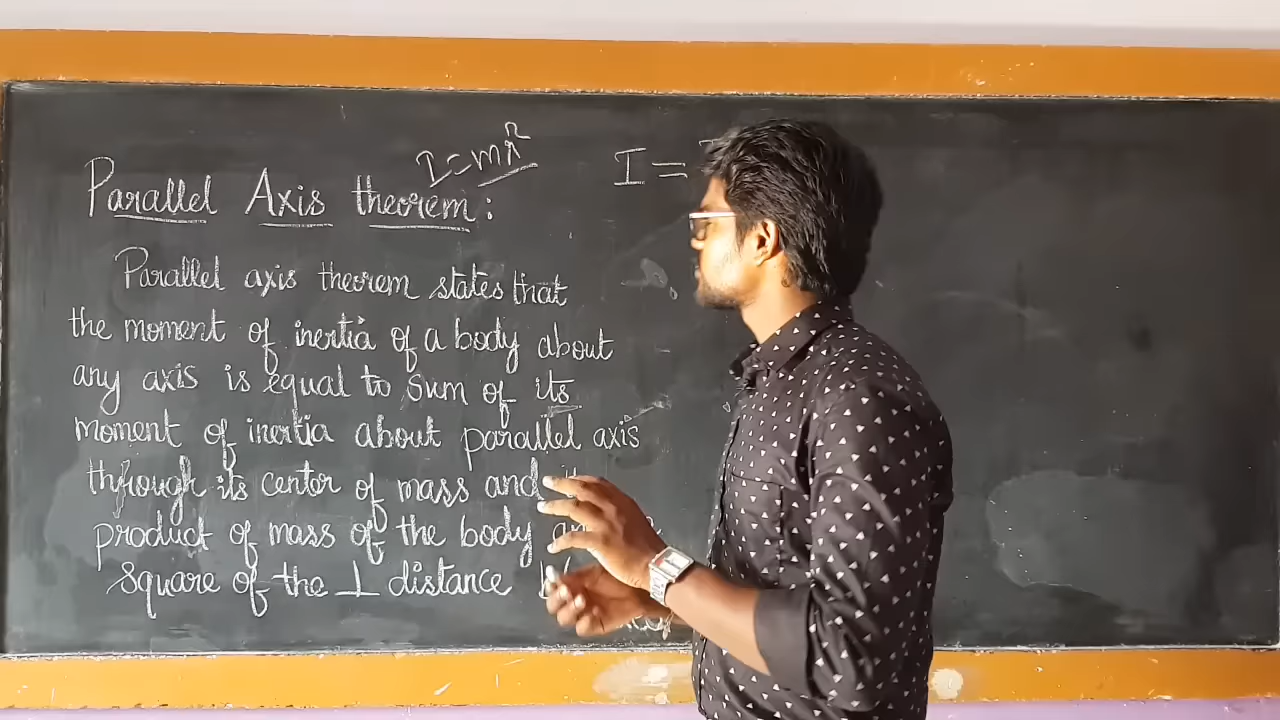 I = mr²
I =
Parallel Axis theorem:
Parallel axis theorem states that
the moment of inertia of a body about
any axis is equal to sum of its
moment of inertia about parallel axis
through its center of mass and
product of mass of the body
square of the ⊥ distance